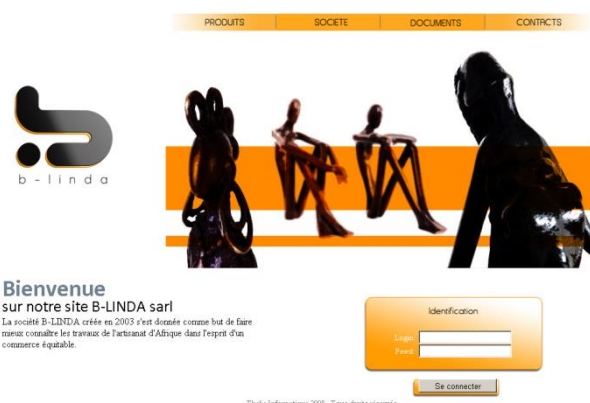 PRODUITS SOCIETE DOCUMENTS CONTACTS
b-linda
Bienvenue
sur notre site B-LINDA sarl
La société B-LINDA créée en 2003 s'est donnée comme but de faire
mieux connaître les travaux de l'artisanat d'Afrique dans l'esprit d'un
commerce équitable.
Identification
Login
Se connecter